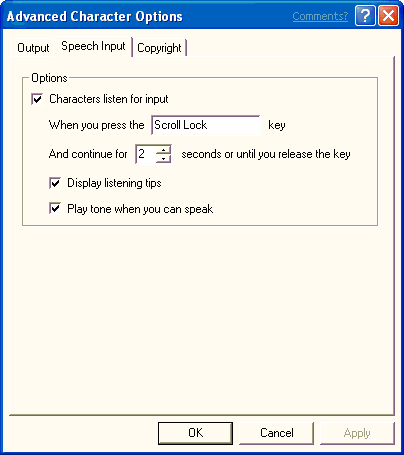 Advanced Character Options Comments? ?
Output Speech Input Copyright
Options
Characters listen for input
When you press the Scroll Lock key
And continue for 2 seconds or until you release the key
Display listening tips
Play tone when you can speak
OK Cancel Apply